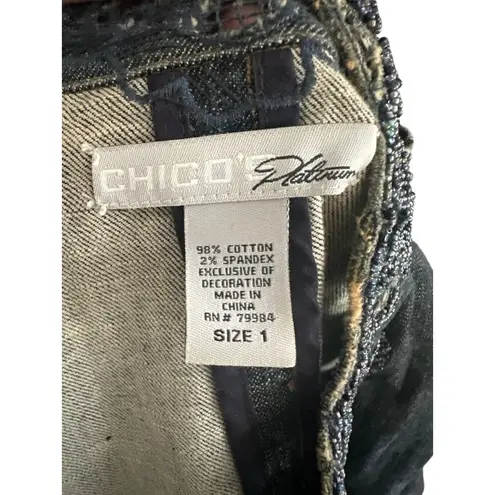 CHICO'S Platinum
98% COTTON
2% SPANDEX
EXCLUSIVE OF
DECORATION
MADE IN
CHINA
RN# 79984
SIZE 1